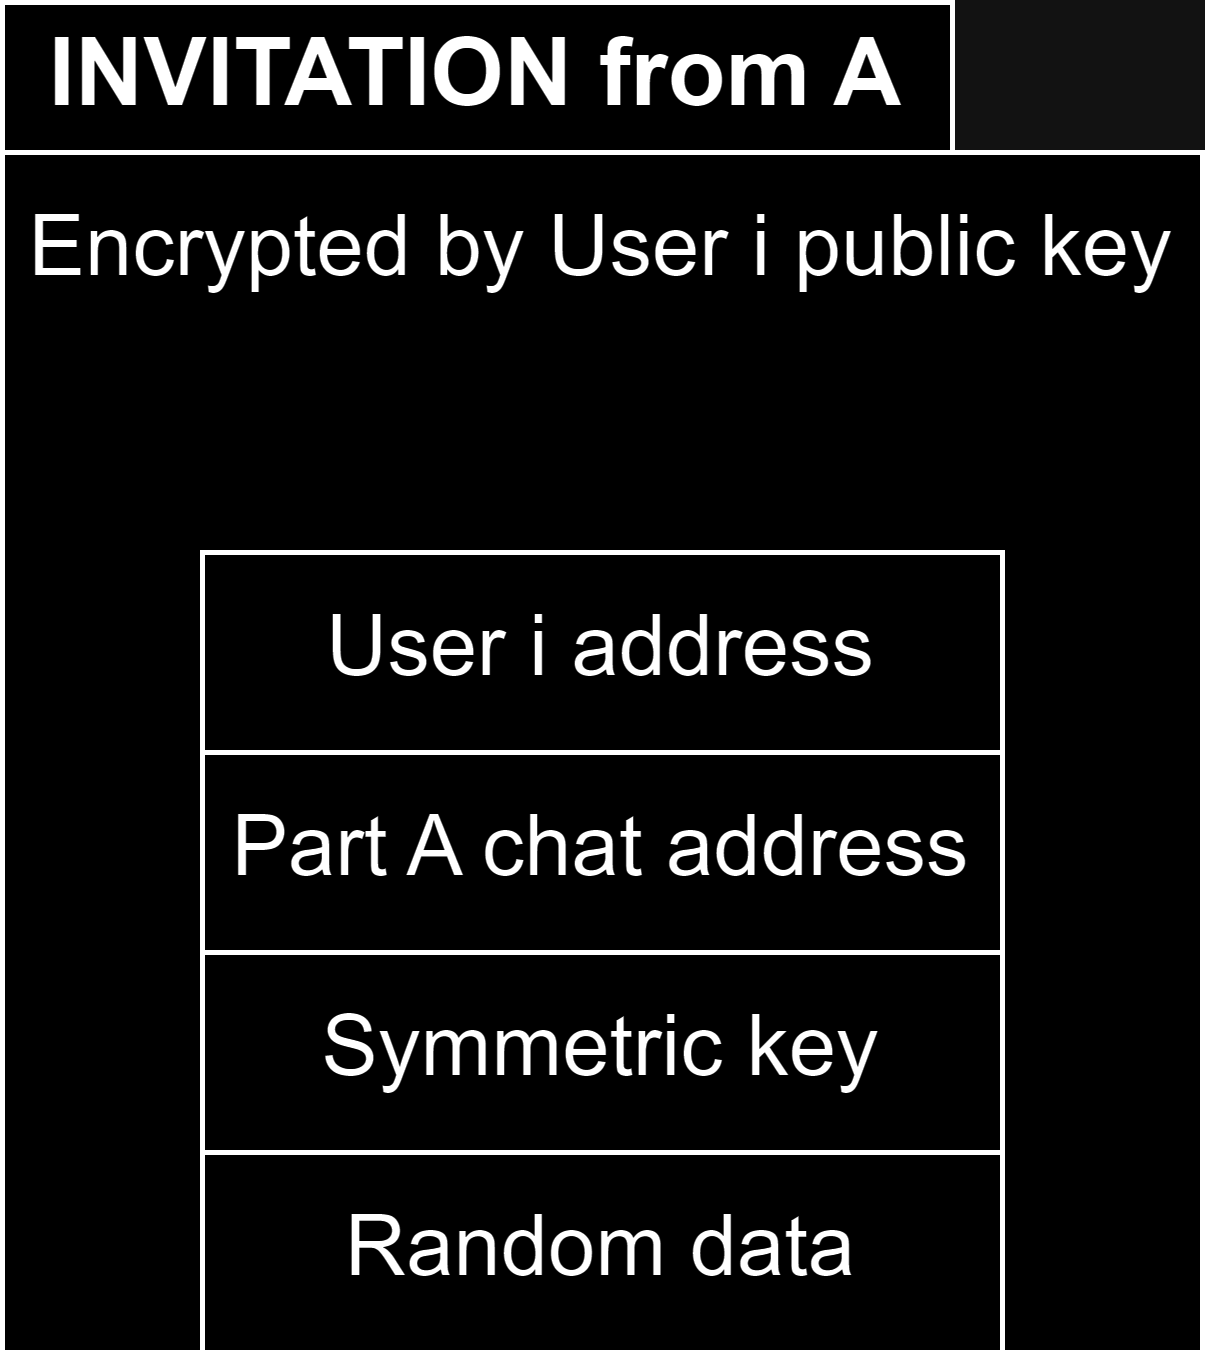 INVITATION from A
Encrypted by User i public key
User i address
Part A chat address
Symmetric key
Random data